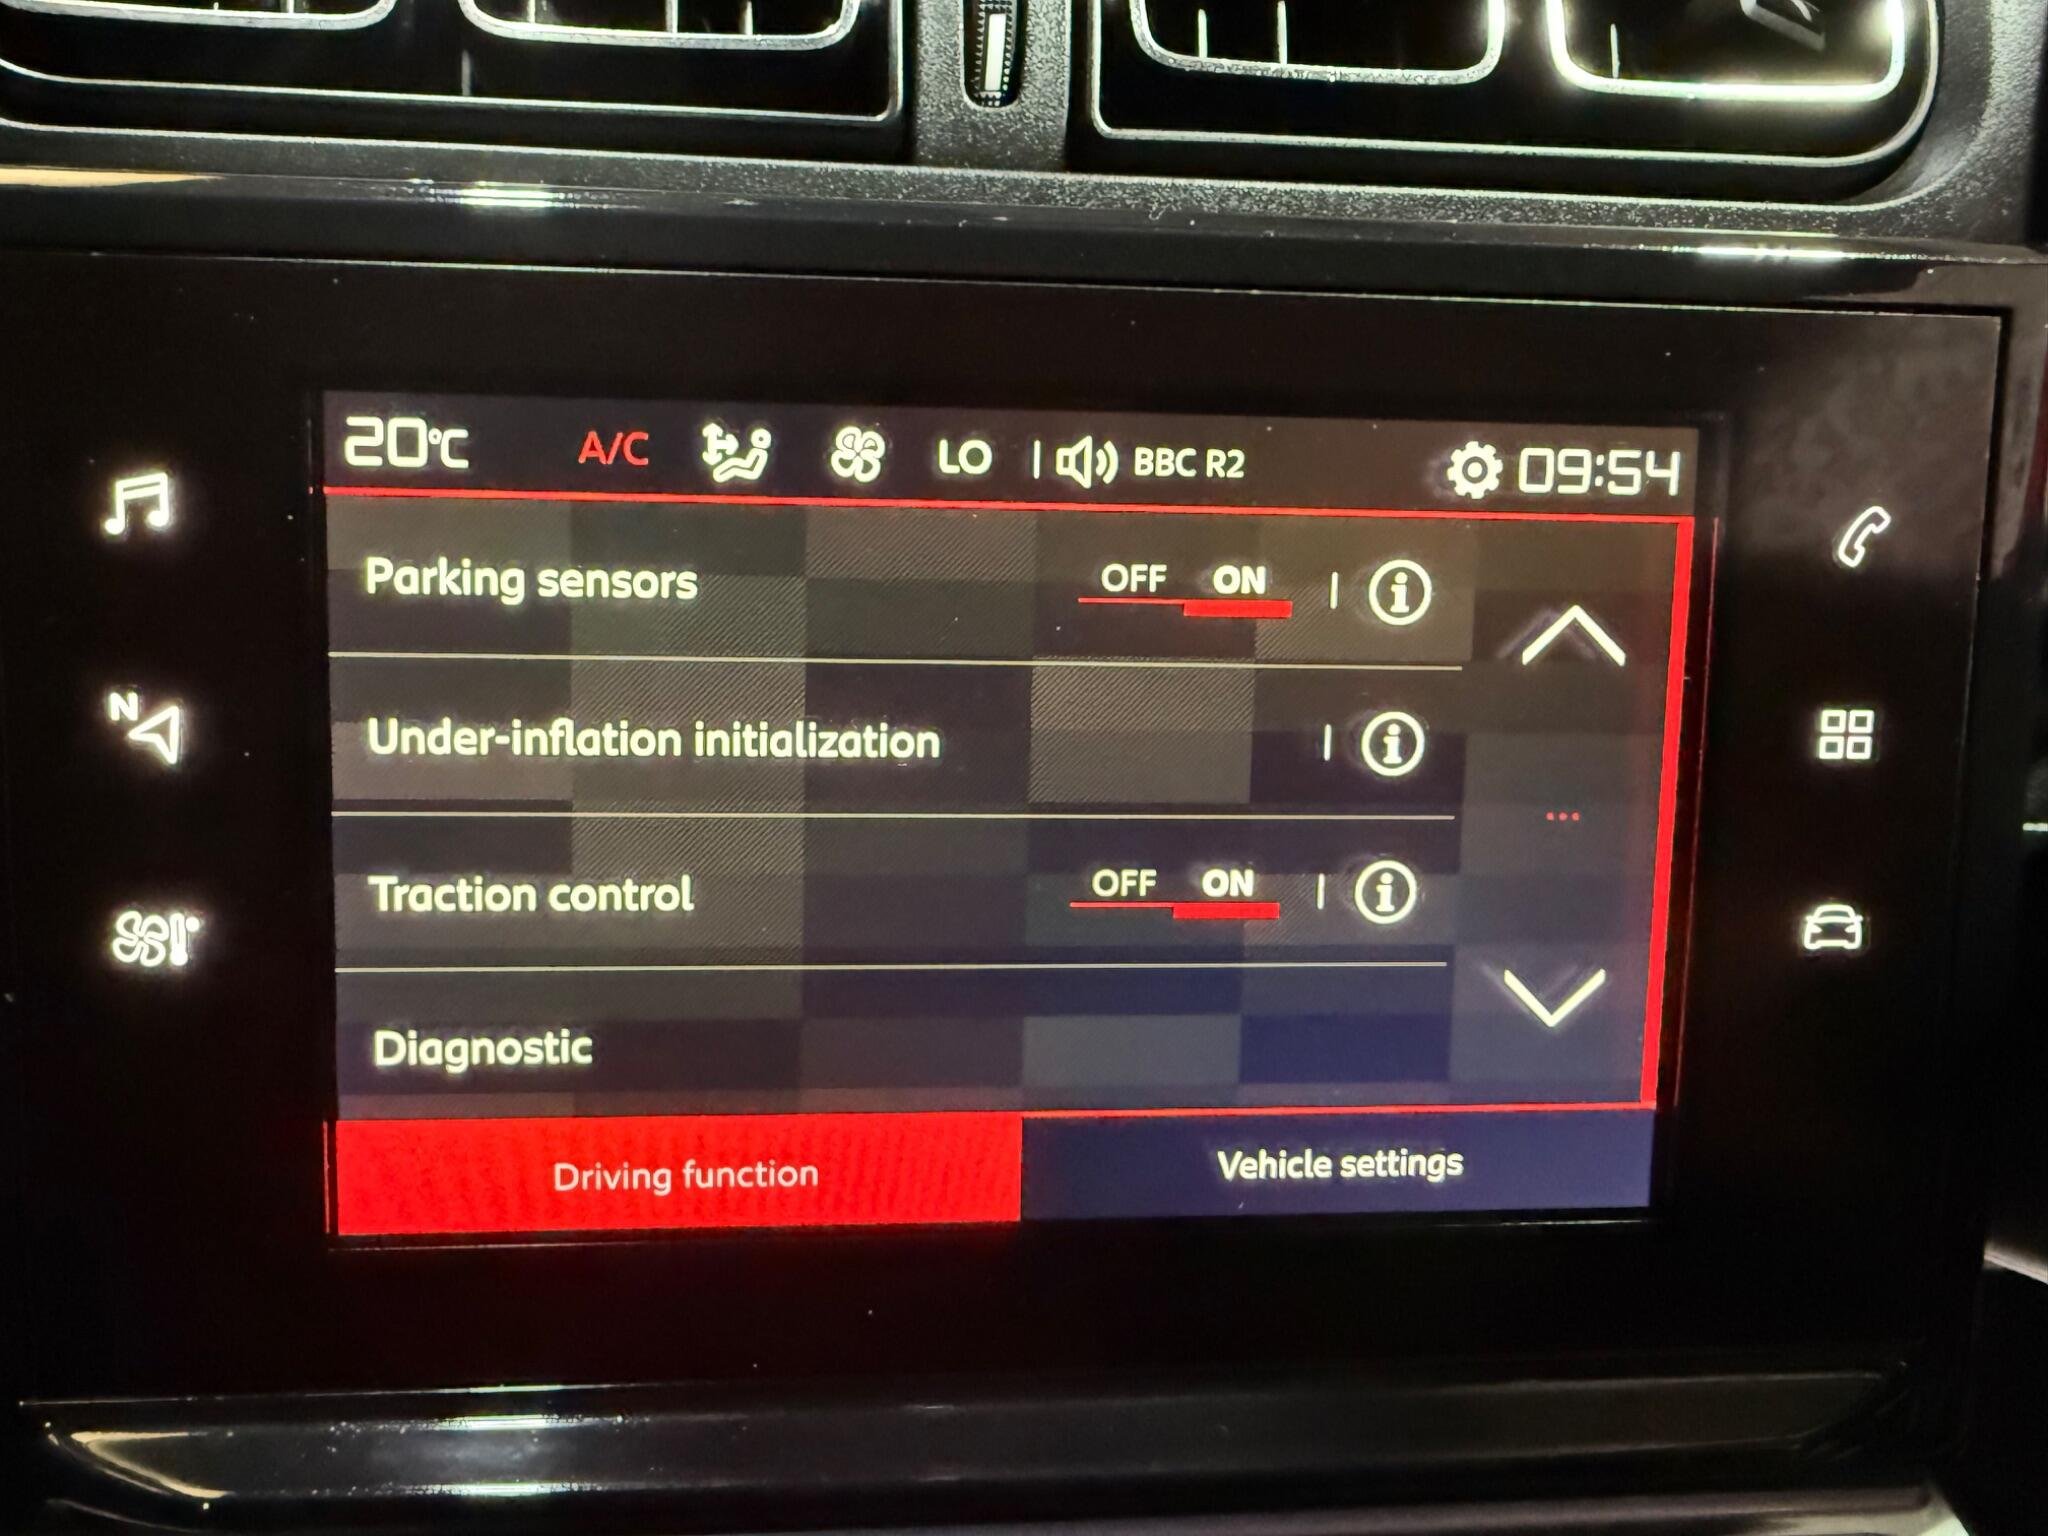 20°C A/C LO BBC R2 09:54
Parking sensors OFF ON i
Under-inflation initialization i
Traction control OFF ON i
...
Diagnostic
Driving function Vehicle settings
N